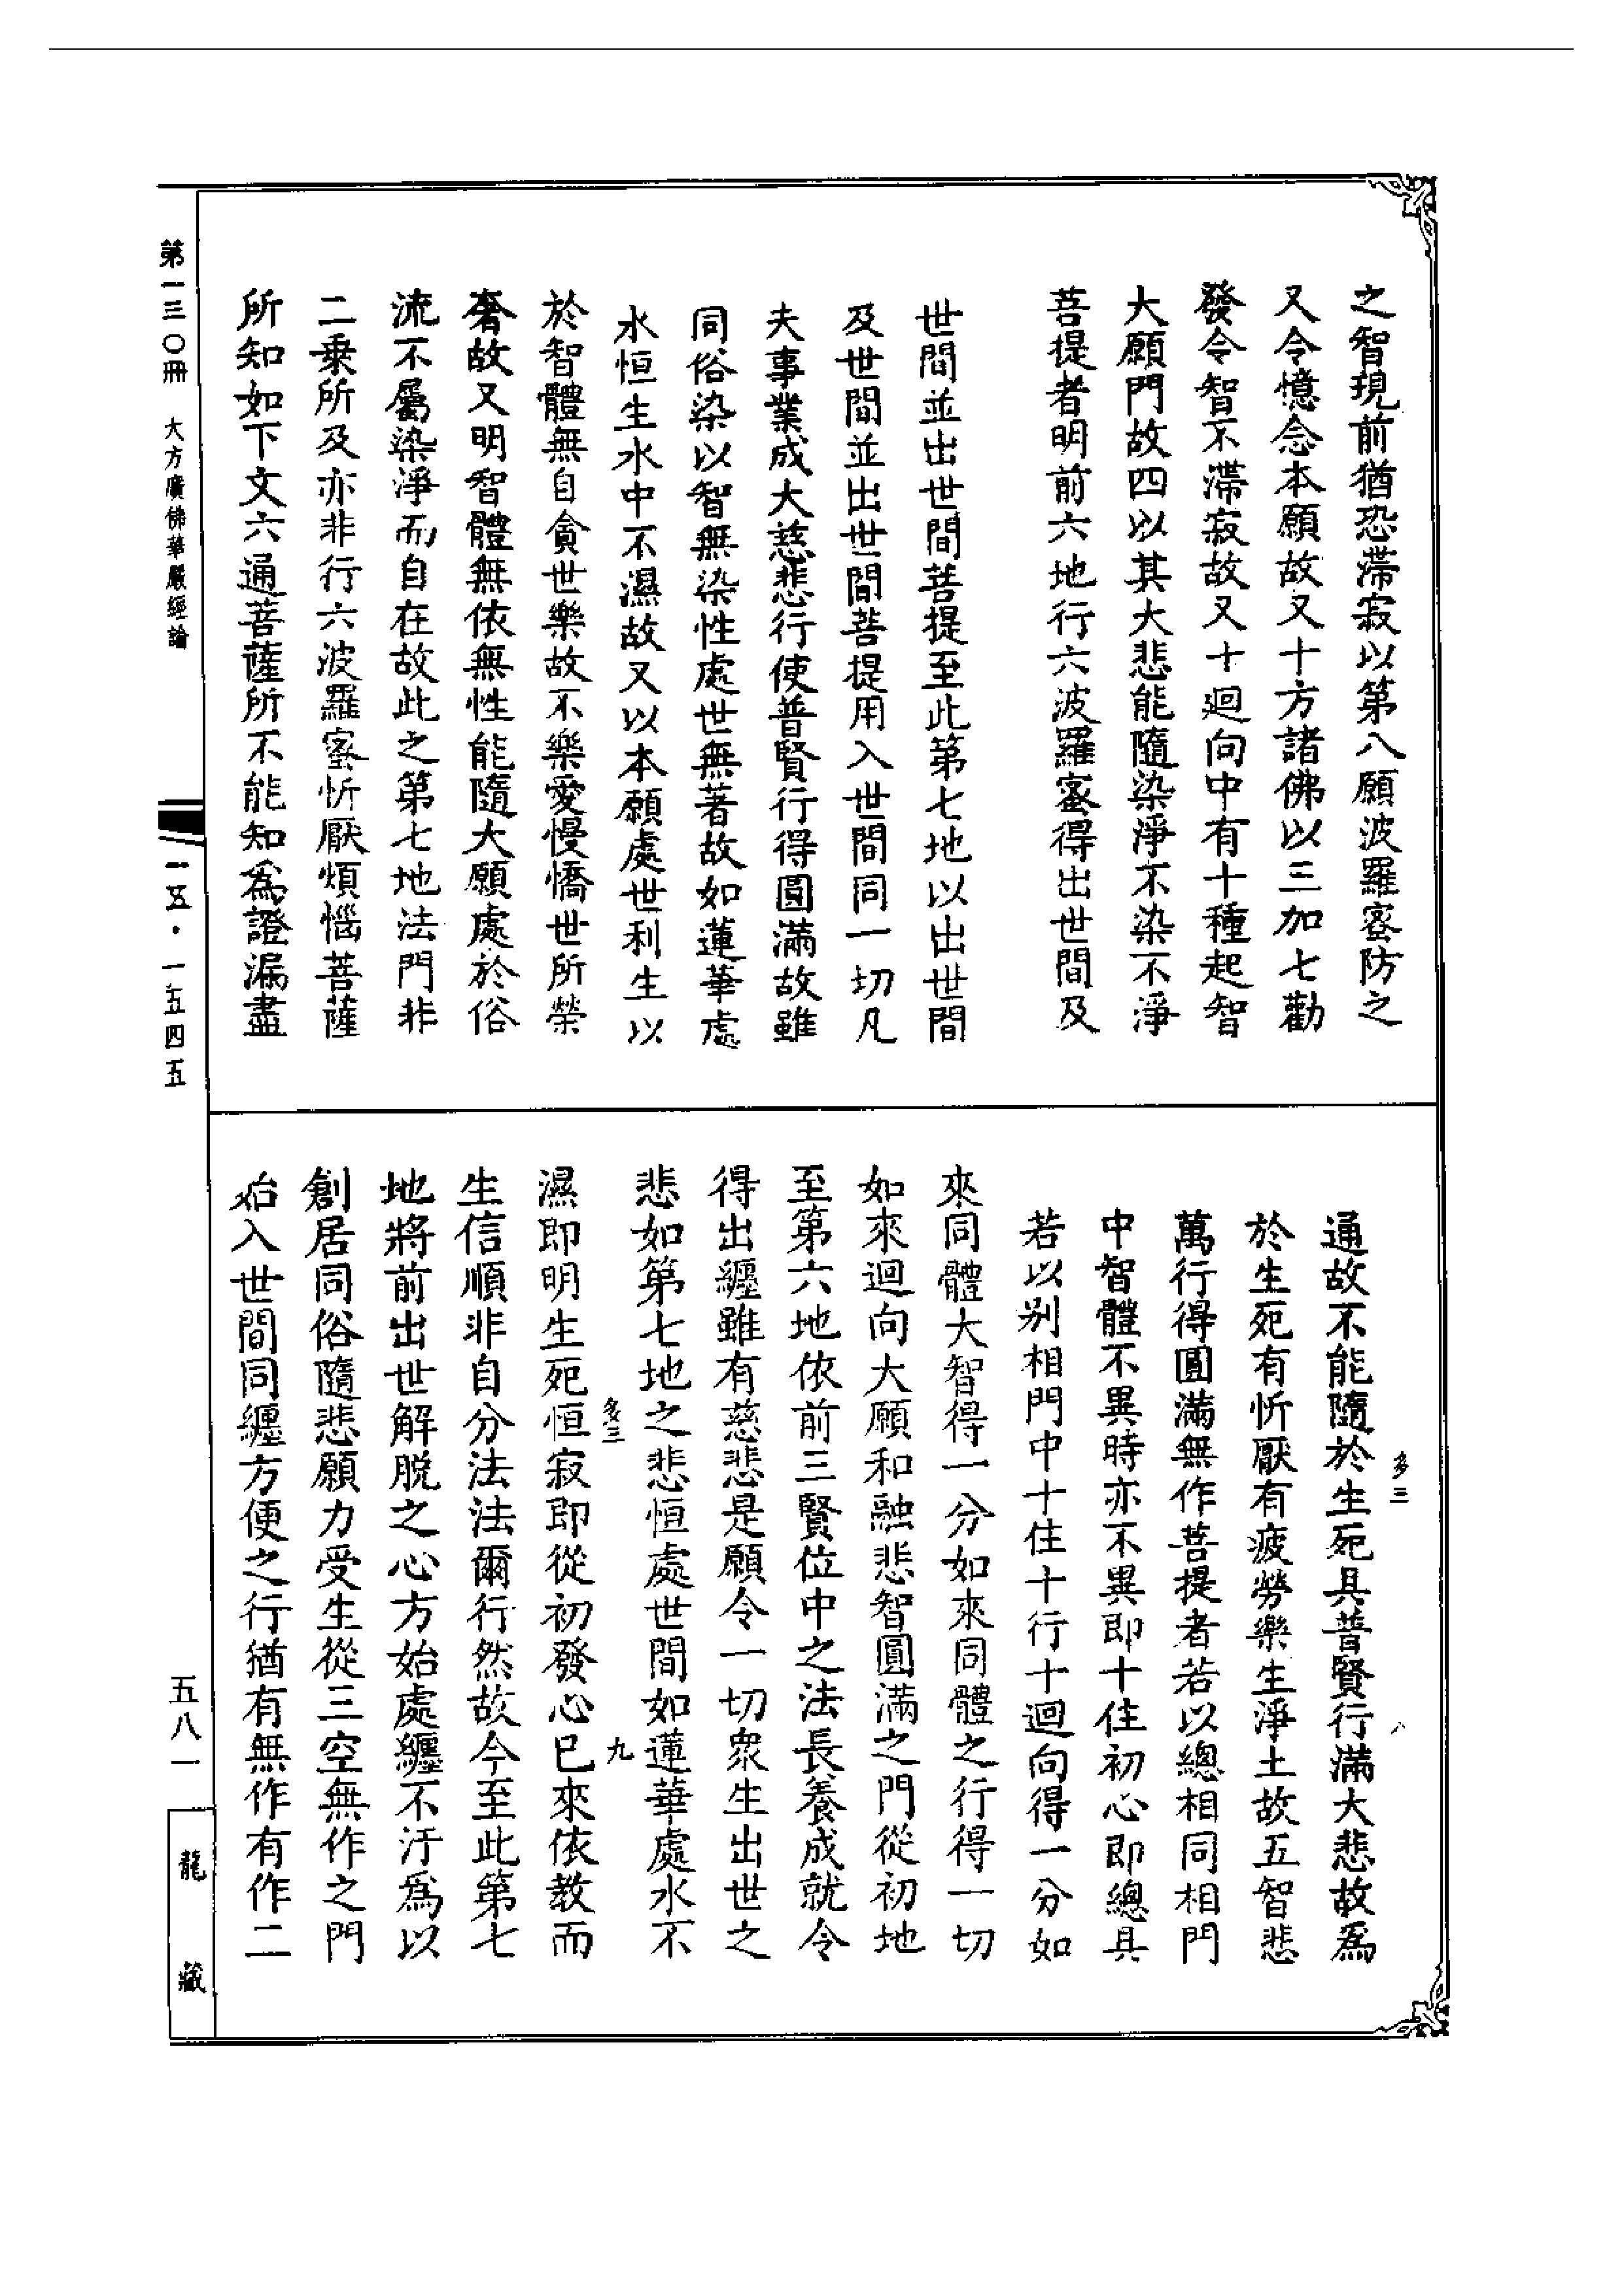 之智現前猶恐滯寂以第八願波羅密防之
又令憶念本願故又十方諸佛以三加七勸
發令智不滯寂故又十迴向中有十種起智
大願門故四以其大悲能隨染淨不染不淨
菩提者明前六地行六波羅蜜得出世間及
世間並出世間菩提至此第七地以出世間
及世間並出世間菩提用入世間同一切凡
夫事業成大慈悲行使普賢行得圓滿故雖
同俗染以智無染性處世無著故如蓮華處
水恒生水中不濕故又以本願處世利生以
於智體無自貪世樂故不樂愛慢憍世所榮
奢故又明智體無依無性能隨大願處於俗
流不屬染淨而自在故此之第七地法門非
二乘所及亦非行六波羅蜜忻厭煩惱菩薩
所知如下文六通菩薩所不能知為證漏盡
通故不能隨於生死具普賢行滿大悲故為
於生死有忻厭有疲勞樂生淨土故五智悲
萬行得圓滿無作菩提者若以總相同相門
中智體不異時亦不異即十住初心即總具
若以别相門中十住十行十迴向得一分如
來同體大智得一分如來同體之行得一切
如來迴向大願和融悲智圓滿之門從初地
至第六地依前三賢位中之法長養成就令
得出纏雖有慈悲是願令一切眾生出世之
悲如第七地之悲恒處世間如蓮華處水不
濕即明生死恒寂即從初發心已來依教而
生信順非自分法法爾行然故今至此第七
地將前出世解脫之心方始處纏不汙為以
創居同俗隨悲願力受生從三空無作之門
始入世間同纏方便之行猶有無作有作二
多三
八
多三
九
第一三〇冊 大方廣佛華嚴經論
一五·一五四五
五八一
龍藏